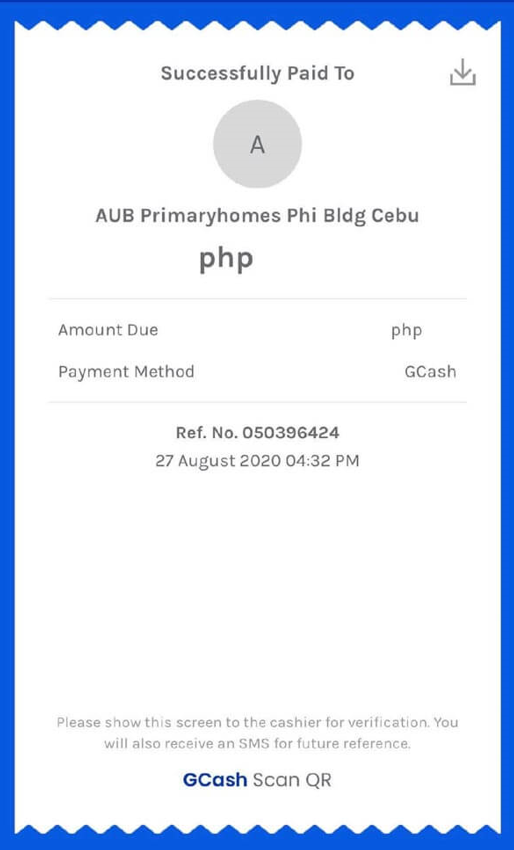 Successfully Paid To
A
AUB Primaryhomes Phi Bldg Cebu
php
Amount Due php
Payment Method GCash
Ref. No. 050396424
27 August 2020 04:32 PM
Please show this screen to the cashier for verification. You
will also receive an SMS for future reference.
GCash Scan QR